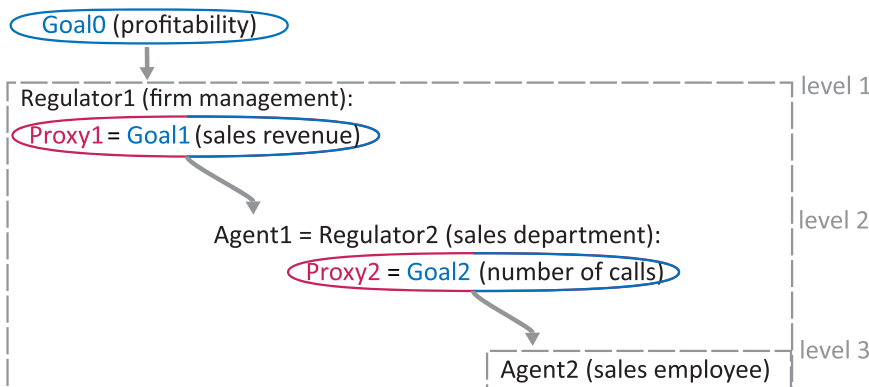 Goal0 (profitability)
level 1
Regulator1 (firm management):
Proxy1 = Goal1 (sales revenue)
level 2
Agent1 = Regulator2 (sales department):
Proxy2 = Goal2 (number of calls)
level 3
Agent2 (sales employee)